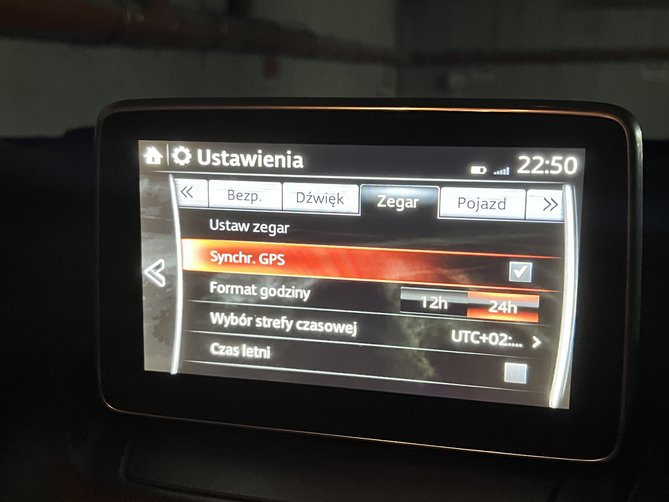 Ustawienia 22:50
« Bezp. Dźwięk Zegar Pojazd »
Ustaw zegar
Synchr. GPS
Format godziny 12h 24h
Wybór strefy czasowej UTC+02:... >
Czas letni